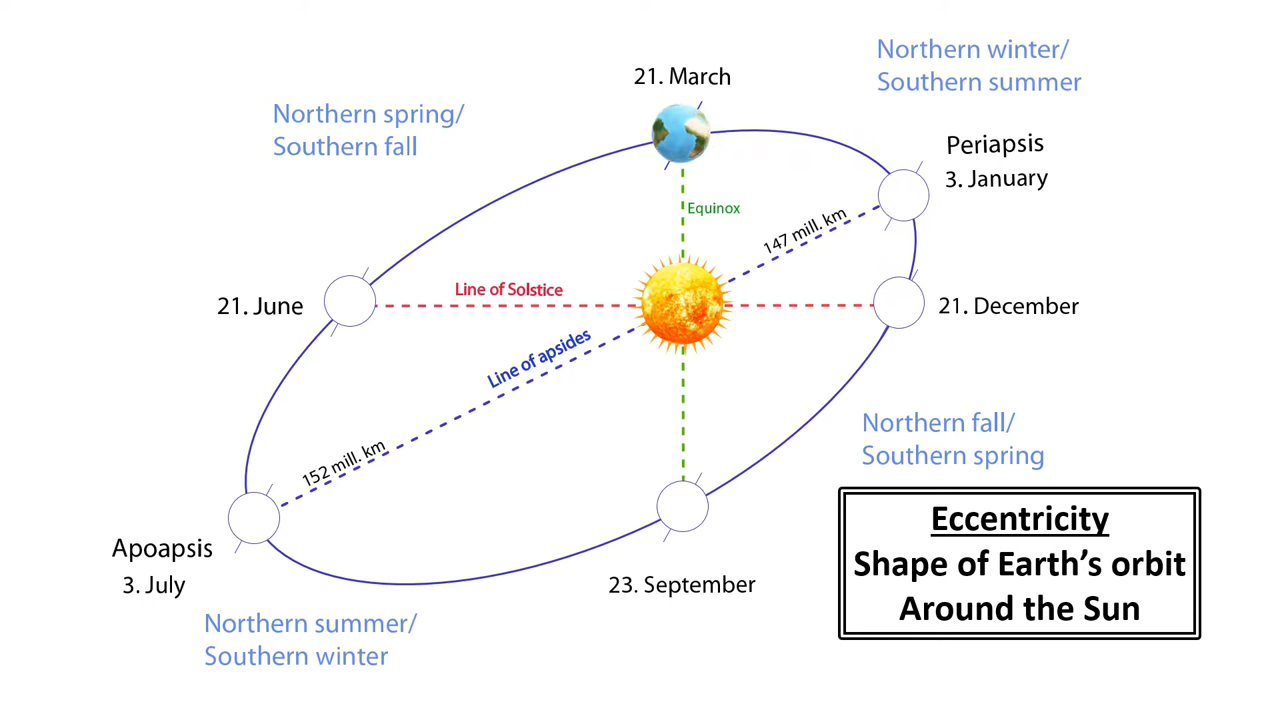 Northern winter/
Southern summer
21. March
Northern spring/
Southern fall
Periapsis
3. January
Equinox
147 mill. km
Line of Solstice
21. June
21. December
Line of apsides
152 mill. km
Northern fall/
Southern spring
Eccentricity
Shape of Earth’s orbit
Around the Sun
Apoapsis
3. July
23. September
Northern summer/
Southern winter